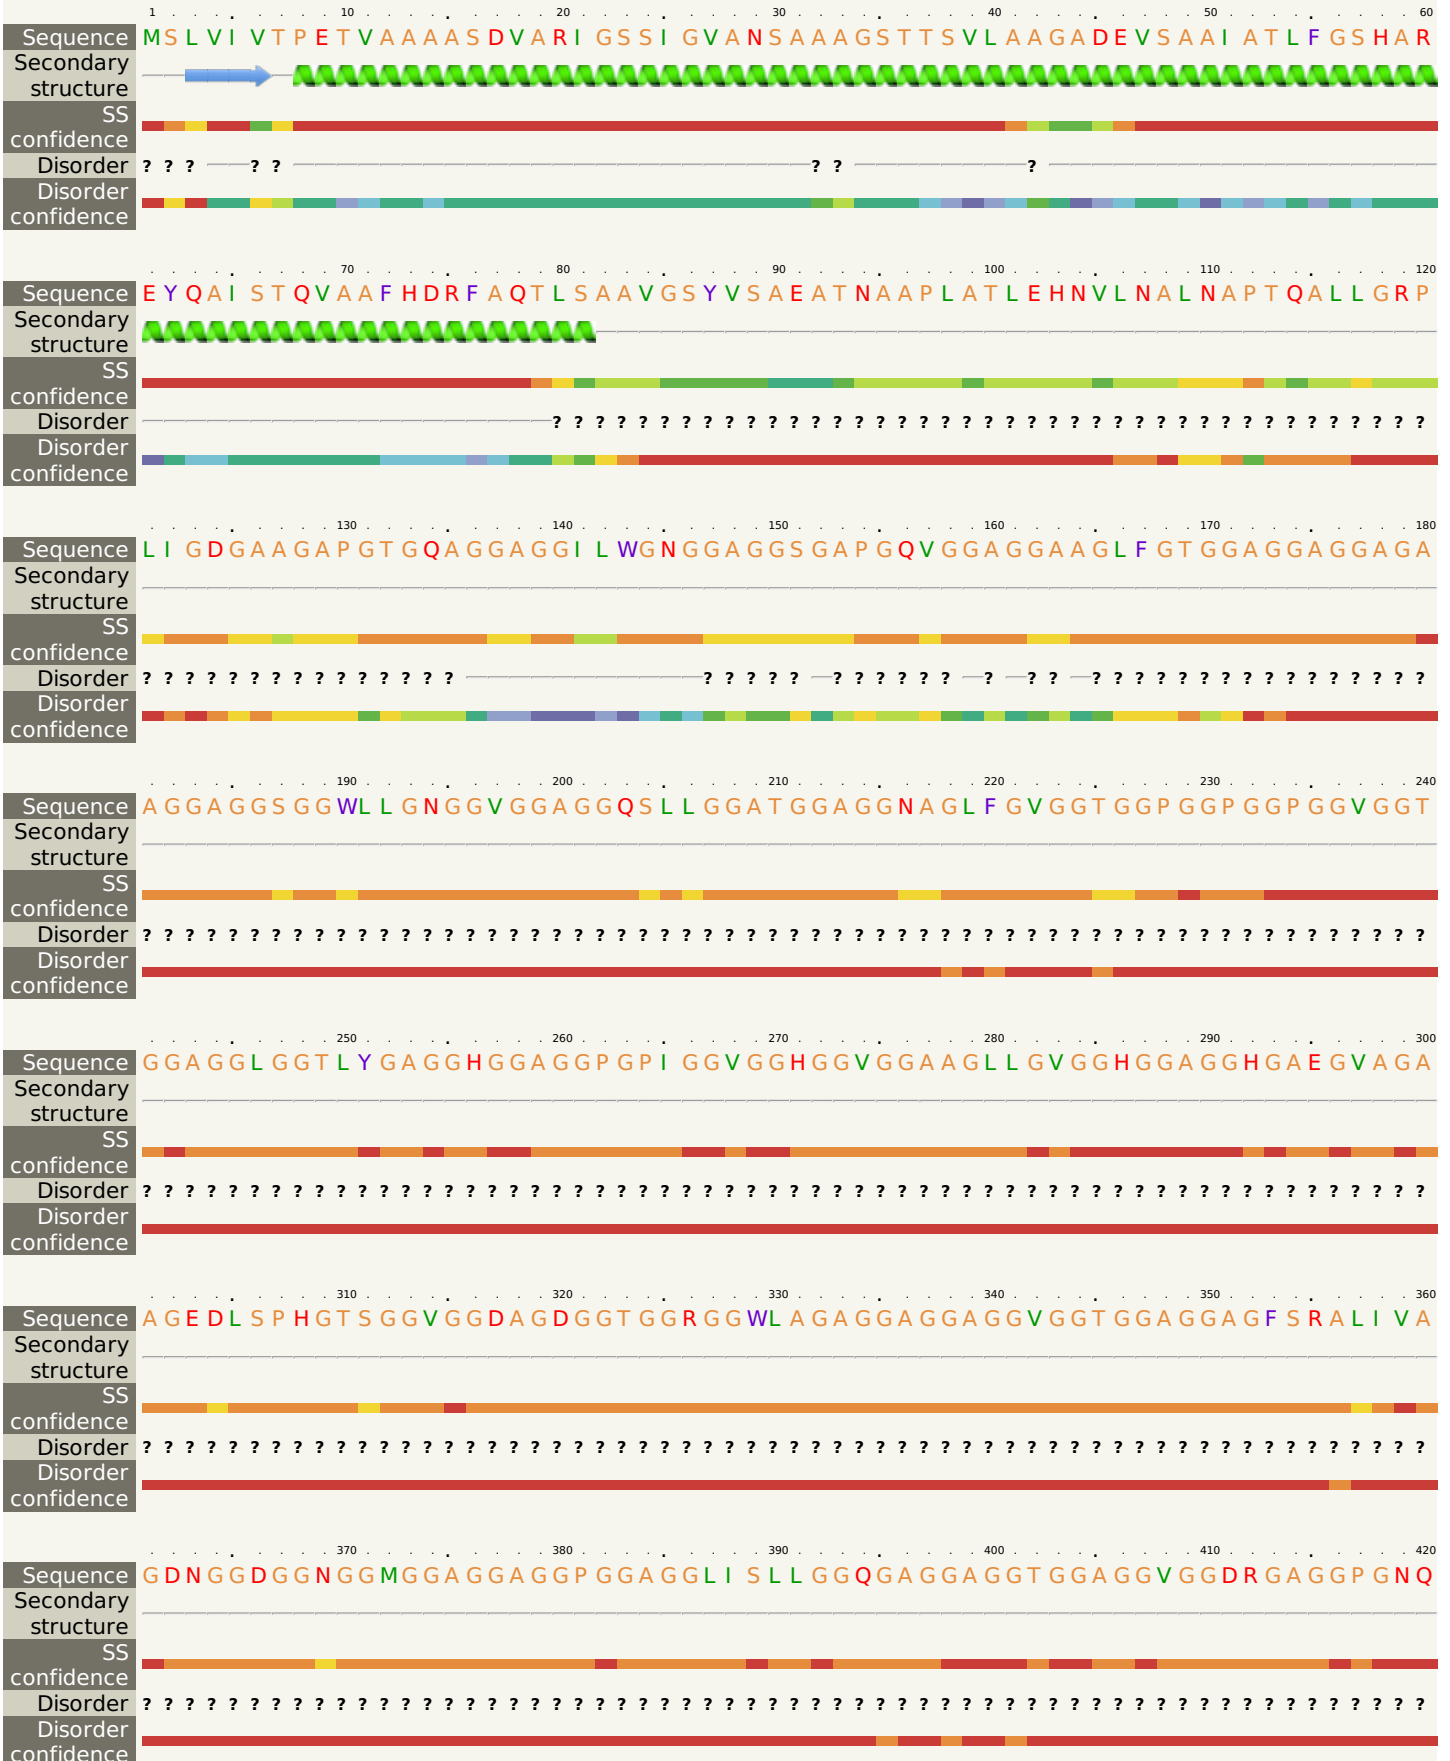 1 10 20 30 40 50 60
Sequence MSLVIVTPETVAAAASDVARIGSSIGVANSAAAGSTTSVLAAGADEVSAAIATLFGSHAR
Secondary
structure
SS
confidence
Disorder ? ? ? ? ? ? ? ?
Disorder
confidence
70 80 90 100 110 120
Sequence EYQAISTQVAAFHDRFAQTLSAAVGSYVSAEATNAAPLATLEHNVLNALNAPTQALLGRP
Secondary
structure
SS
confidence
Disorder ? ? ? ? ? ? ? ? ? ? ? ? ? ? ? ? ? ? ? ? ? ? ? ? ? ? ? ? ? ? ? ? ? ? ? ? ? ? ? ? ?
Disorder
confidence
130 140 150 160 170 180
Sequence LIGDGAAGAPGTGQAGGAGGILWGNGGAGGSGAPGQVGGAGGAAGLFGTGGAGGAGGAGA
Secondary
structure
SS
confidence
Disorder ? ? ? ? ? ? ? ? ? ? ? ? ? ? ? ? ? ? ? ? ? ? ? ? ? ? ? ? ? ? ? ? ? ? ? ? ? ? ? ? ? ? ? ? ?
Disorder
confidence
190 200 210 220 230 240
Sequence AGGAGGSGGWLLGNGGVGGAGGQSLLGGATGGAGGNAGLFGVGGTGGPGGPGGPGGVGGT
Secondary
structure
SS
confidence
Disorder ? ? ? ? ? ? ? ? ? ? ? ? ? ? ? ? ? ? ? ? ? ? ? ? ? ? ? ? ? ? ? ? ? ? ? ? ? ? ? ? ? ? ? ? ? ? ? ? ? ? ? ? ? ? ? ? ? ? ? ?
Disorder
confidence
250 260 270 280 290 300
Sequence GGAGGLGGTLYGAGGHGGAGGPGPIGGVGGHGGVGGAAGLLGVGGHGGAGGHGAEGVAGA
Secondary
structure
SS
confidence
Disorder ? ? ? ? ? ? ? ? ? ? ? ? ? ? ? ? ? ? ? ? ? ? ? ? ? ? ? ? ? ? ? ? ? ? ? ? ? ? ? ? ? ? ? ? ? ? ? ? ? ? ? ? ? ? ? ? ? ? ? ?
Disorder
confidence
310 320 330 340 350 360
Sequence AGEDLSPHGTSGGVGGDAGDGGTGGRGGWLAGAGGAGGAGGVGGTGGAGGAGFSRALIVA
Secondary
structure
SS
confidence
Disorder ? ? ? ? ? ? ? ? ? ? ? ? ? ? ? ? ? ? ? ? ? ? ? ? ? ? ? ? ? ? ? ? ? ? ? ? ? ? ? ? ? ? ? ? ? ? ? ? ? ? ? ? ? ? ? ? ? ? ? ?
Disorder
confidence
370 380 390 400 410 420
Sequence GDNGGDGGNGGMGGAGGAGGPGGAGGLISLLGGQGAGGAGGTGGAGGVGGDRGAGGPGNQ
Secondary
structure
SS
confidence
Disorder ? ? ? ? ? ? ? ? ? ? ? ? ? ? ? ? ? ? ? ? ? ? ? ? ? ? ? ? ? ? ? ? ? ? ? ? ? ? ? ? ? ? ? ? ? ? ? ? ? ? ? ? ? ? ? ? ? ? ? ?
Disorder
confidence